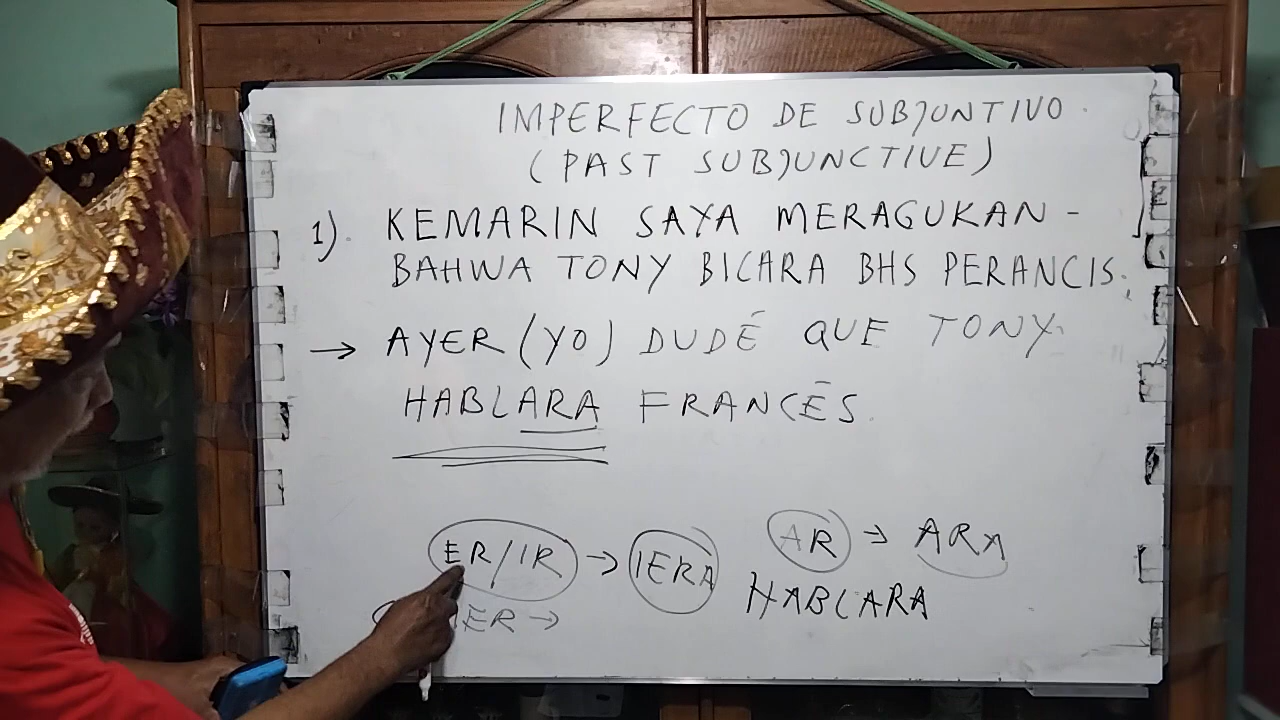 IMPERFECTO DE SUBJUNTIVO.
(PAST SUBJUNCTIVE)
1). KEMARIN SAYA MERAGUKAN -
BAHWA TONY BICARA BHS PERANCIS.
→ AYER (YO) DUDÉ QUE TONY
HABLARA FRANCÉS.
ER/IR → IERA
AR → ARA
HABLARA